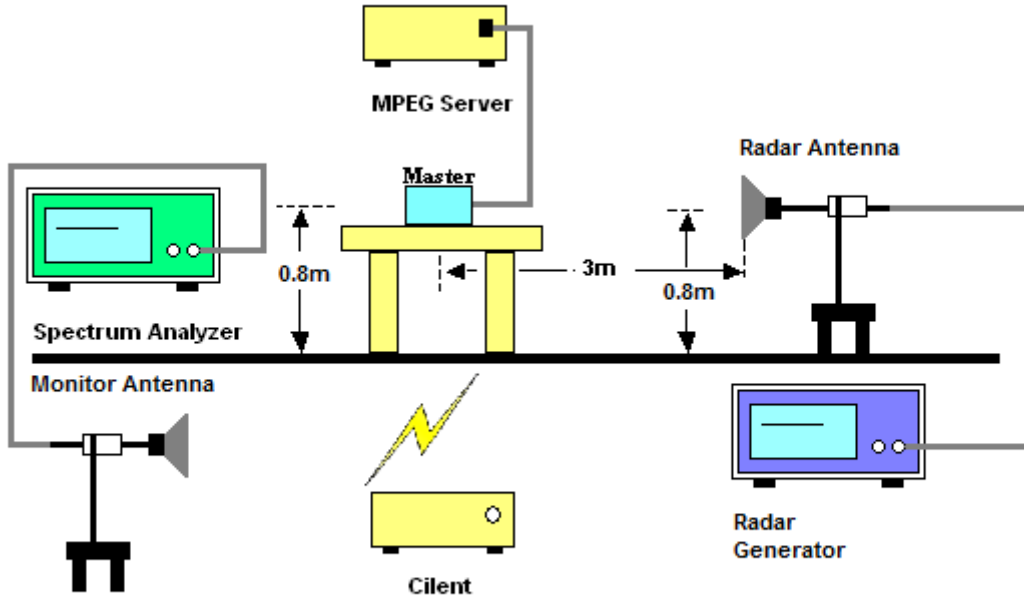 MPEG Server
Radar Antenna
Master
0.8m
3m
0.8m
Spectrum Analyzer
Monitor Antenna
Radar
Generator
Cilent